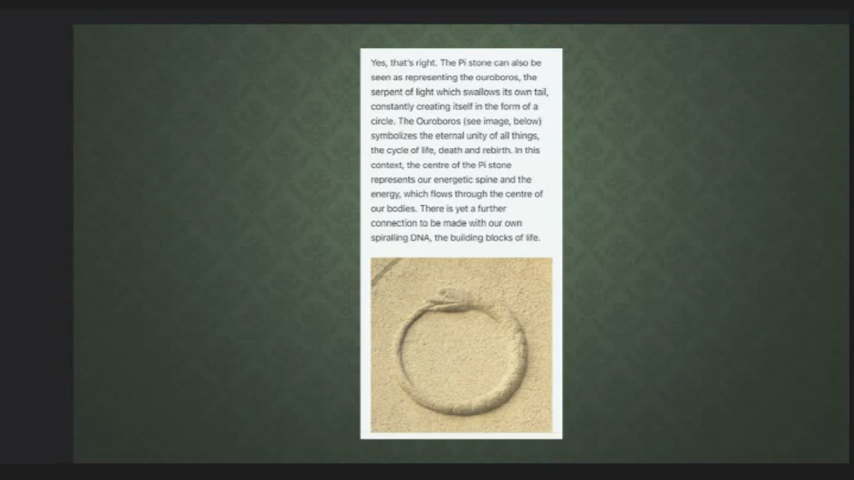 Yes, that's right. The Pi stone can also be
seen as representing the ouroboros, the
serpent of light which swallows its own tail,
constantly creating itself in the form of a
circle. The Ouroboros (see image, below)
symbolizes the eternal unity of all things,
the cycle of life, death and rebirth. In this
context, the centre of the Pi stone
represents our energetic spine and the
energy, which flows through the centre of
our bodies. There is yet a further
connection to be made with our own
spiralling DNA, the building blocks of life.